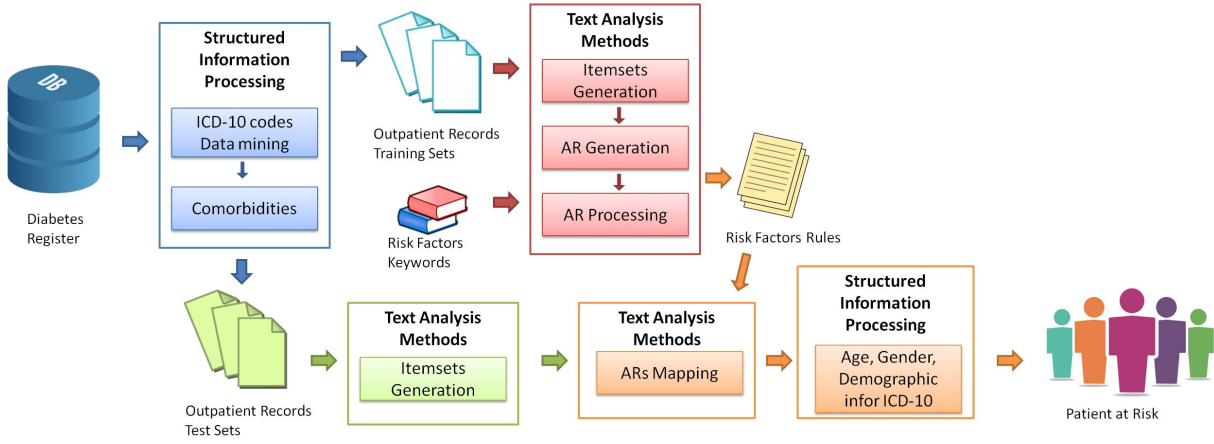 DB
Diabetes
Register
Structured
Information
Processing
ICD-10 codes
Data mining
Comorbidities
Outpatient Records
Training Sets
Risk Factors
Keywords
Text Analysis
Methods
Itemsets
Generation
AR Generation
AR Processing
Risk Factors Rules
Outpatient Records
Test Sets
Text Analysis
Methods
Itemsets
Generation
Text Analysis
Methods
ARs Mapping
Structured
Information
Processing
Age, Gender,
Demographic
infor ICD-10
Patient at Risk